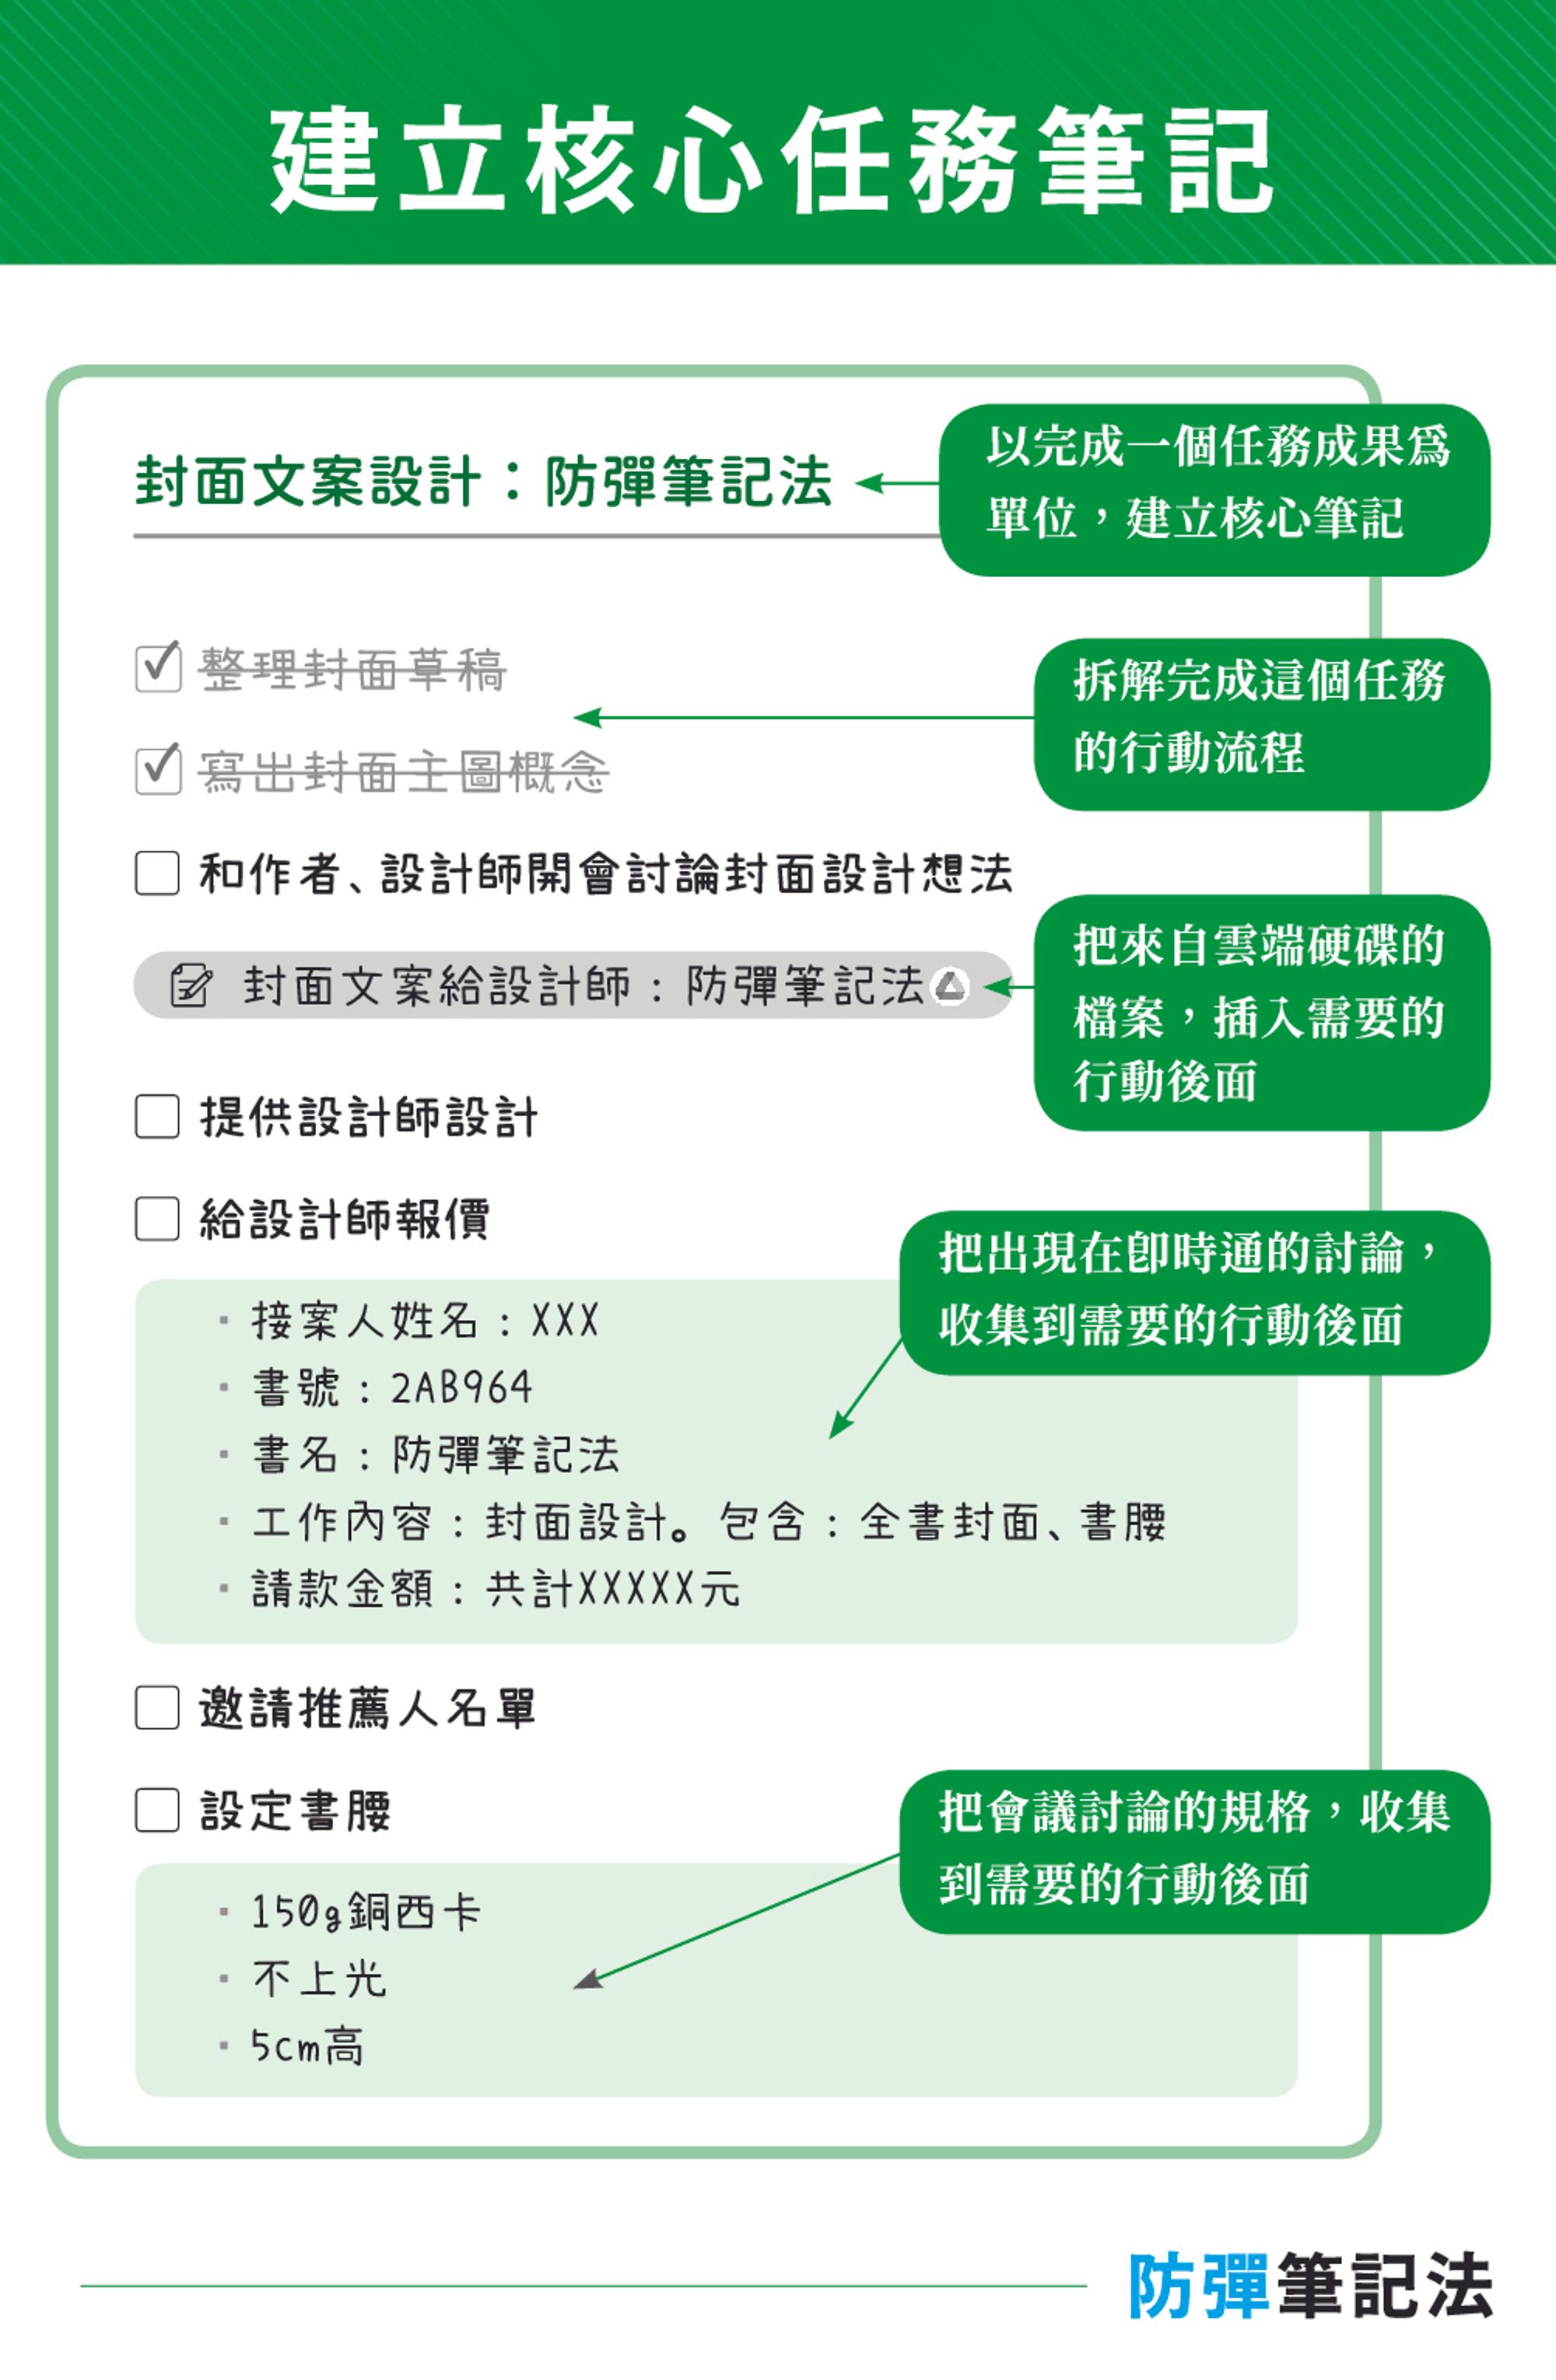 建立核心任務筆記
封面文案設計：防彈筆記法
以完成一個任務成果爲
單位，建立核心筆記
整理封面草稿
寫出封面主圖概念
拆解完成這個任務
的行動流程
和作者、設計師開會討論封面設計想法
封面文案給設計師：防彈筆記法
把來自雲端硬碟的
檔案，插入需要的
行動後面
提供設計師設計
給設計師報價
把出現在卽時通的討論，
收集到需要的行動後面
▪ 接案人姓名：XXX
▪ 書號：2AB964
▪ 書名：防彈筆記法
▪ 工作內容：封面設計。包含：全書封面、書腰
▪ 請款金額：共計XXXXX元
邀請推薦人名單
設定書腰
把會議討論的規格，收集
到需要的行動後面
▪ 150g銅西卡
▪ 不上光
▪ 5cm高
防彈筆記法